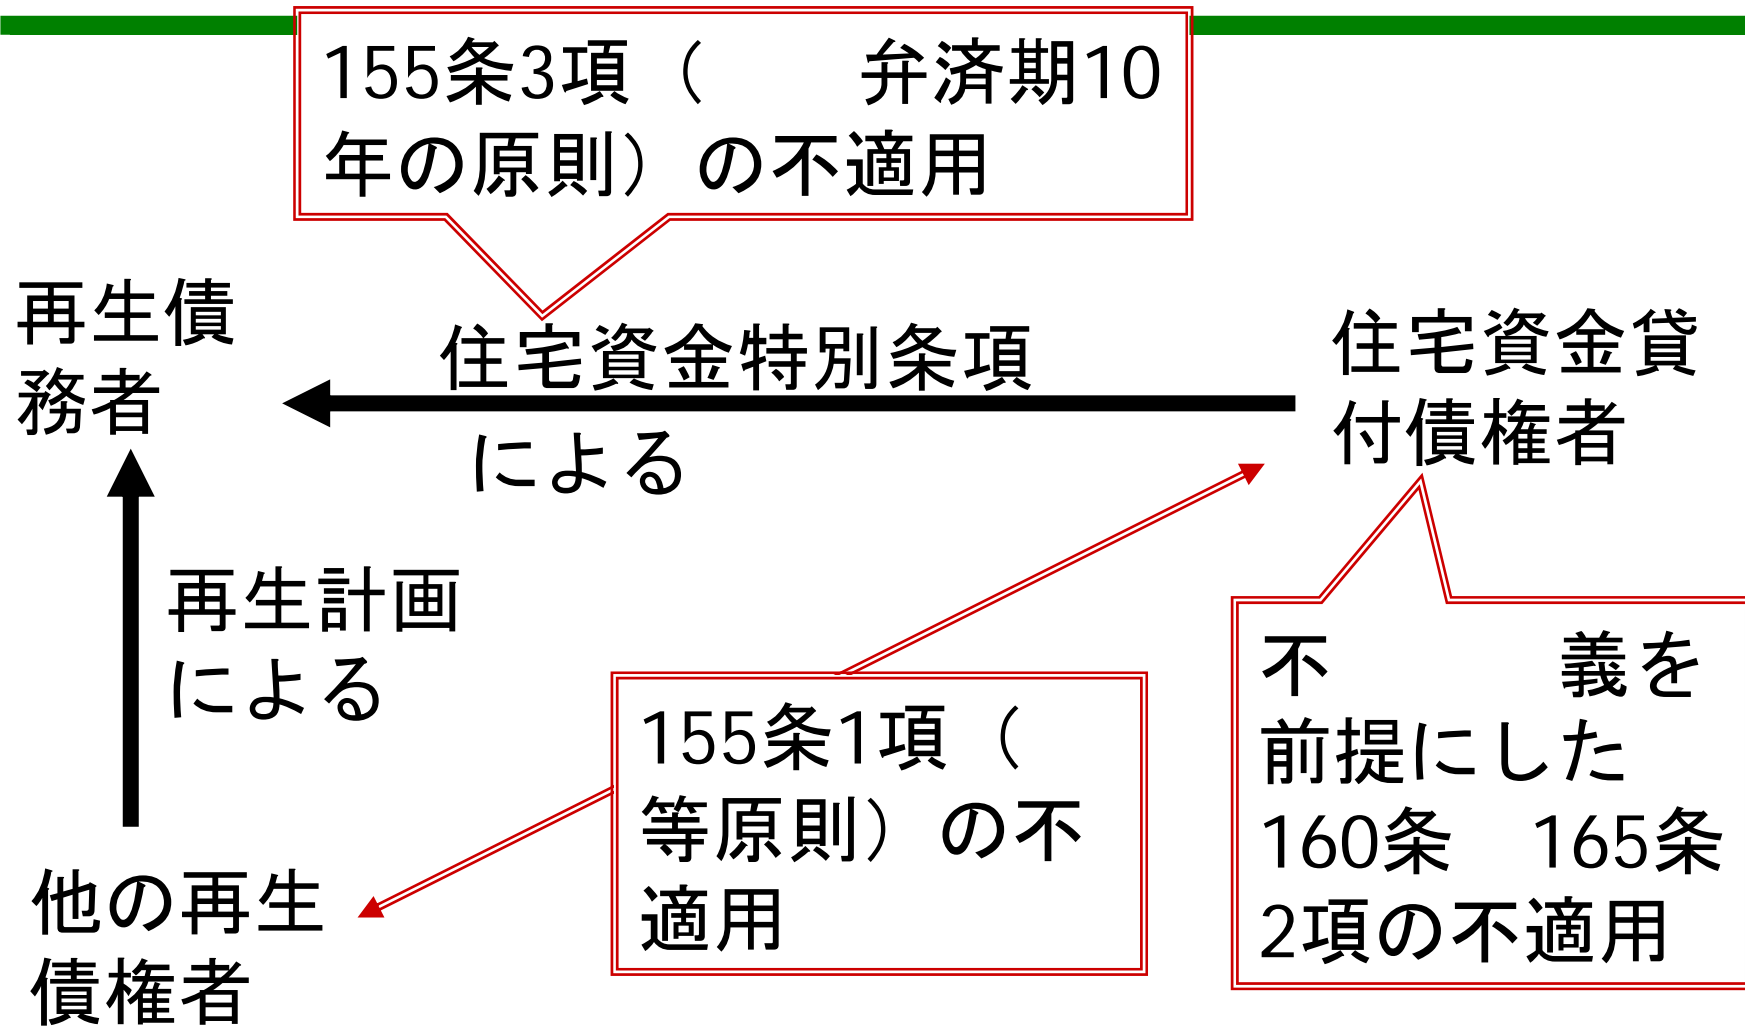 155条3項（　　弁済期10
年の原則）の不適用
再生債
務者
住宅資金特別条項
による
住宅資金貸
付債権者
再生計画
による
155条1項（
等原則）の不
適用
不　　　義を
前提にした
160条　165条
2項の不適用
他の再生
債権者